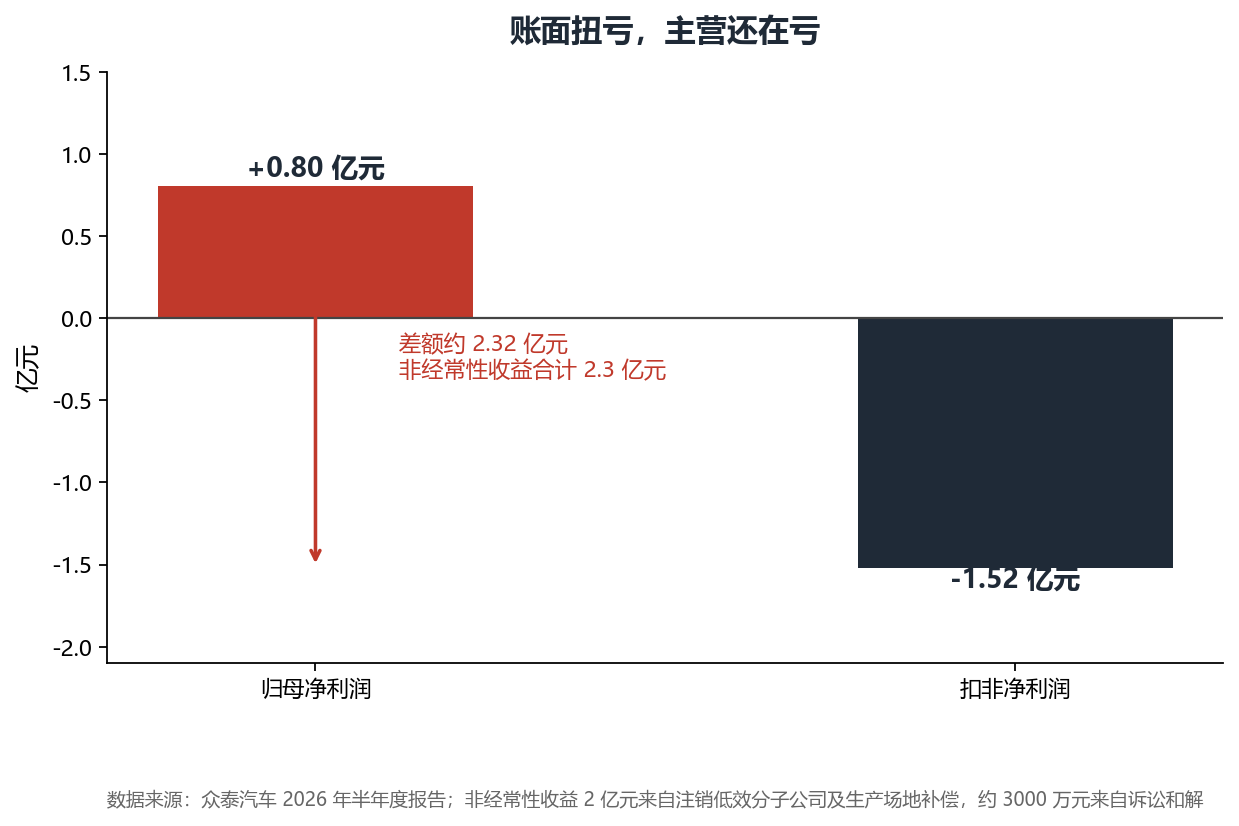 账面扭亏，主营还在亏
1.5
1.0
0.5
0.0
-0.5
-1.0
-1.5
-2.0
亿元
+0.80 亿元
差额约 2.32 亿元
非经常性收益合计 2.3 亿元
-1.52 亿元
归母净利润
扣非净利润
数据来源：众泰汽车 2026 年半年度报告；非经常性收益 2 亿元来自注销低效分子公司及生产场地补偿，约 3000 万元来自诉讼和解